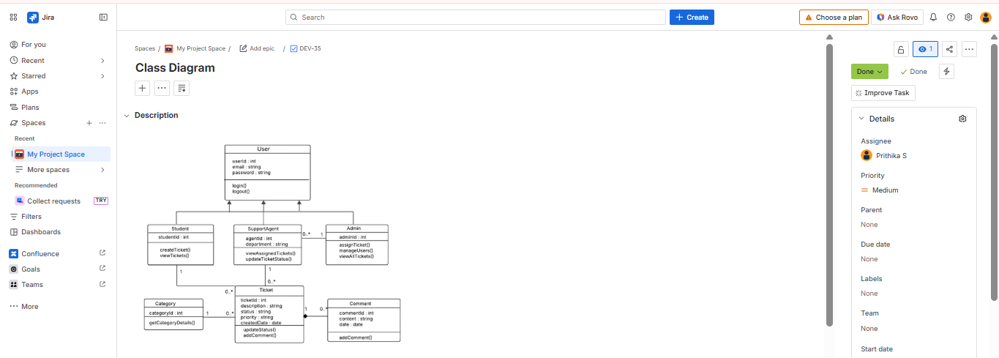 Jira
Search
+ Create
Choose a plan
Ask Rovo
For you
Recent
Starred
Apps
Plans
Spaces
Recent
My Project Space
More spaces
Recommended
Collect requests TRY
Filters
Dashboards
Confluence
Goals
Teams
More
Spaces / My Project Space / Add epic / DEV-35
Class Diagram
Description
User
userId : int
email : string
password : string
login()
logout()
Student
studentId : int
createTicket()
viewTickets()
SupportAgent
agentId : int
department : string
viewAssignedTickets()
updateTicketStatus()
0..* 1
Admin
adminId : int
assignTicket()
manageUsers()
viewAllTickets()
1
0..*
1
0..*
Category
categoryId : int
getCategoryDetails()
1 0..*
Ticket
ticketId : int
description : string
status : string
priority : string
createdDate : date
updateStatus()
addComment()
1 0..*
Comment
commentId : int
content : string
date : date
addComment()
1
Done
Done
Improve Task
Details
Assignee
Prithika S
Priority
Medium
Parent
None
Due date
None
Labels
None
Team
None
Start date